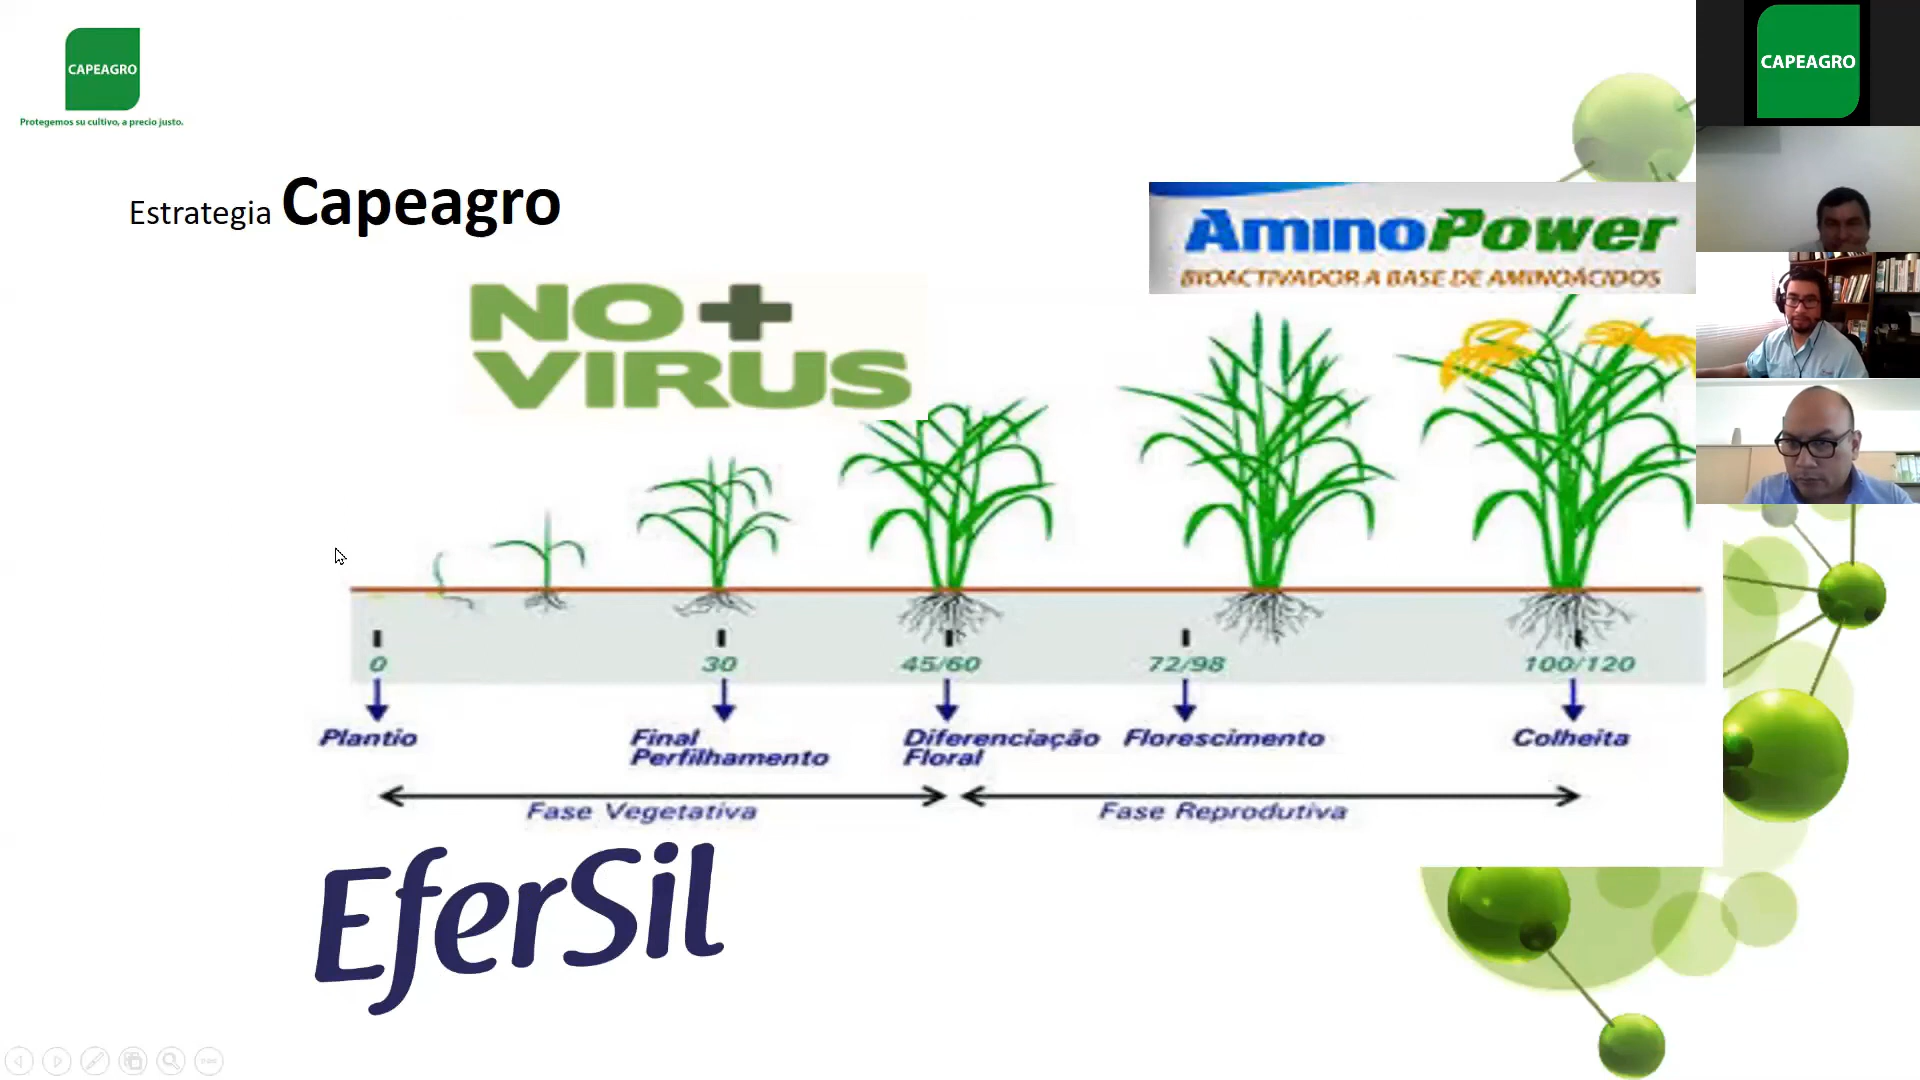 CAPEAGRO
Protegemos su cultivo, a precio justo.
CAPEAGRO
Estrategia Capeagro
AminoPower
BIOACTIVADOR A BASE DE AMINOÁCIDOS
NO+
VIRUS
0 30 45/60 72/98 100/120
Plantio Final Diferenciação Florescimento Colheita
Perfilhamento Floral
Fase Vegetativa Fase Reprodutiva
EferSil